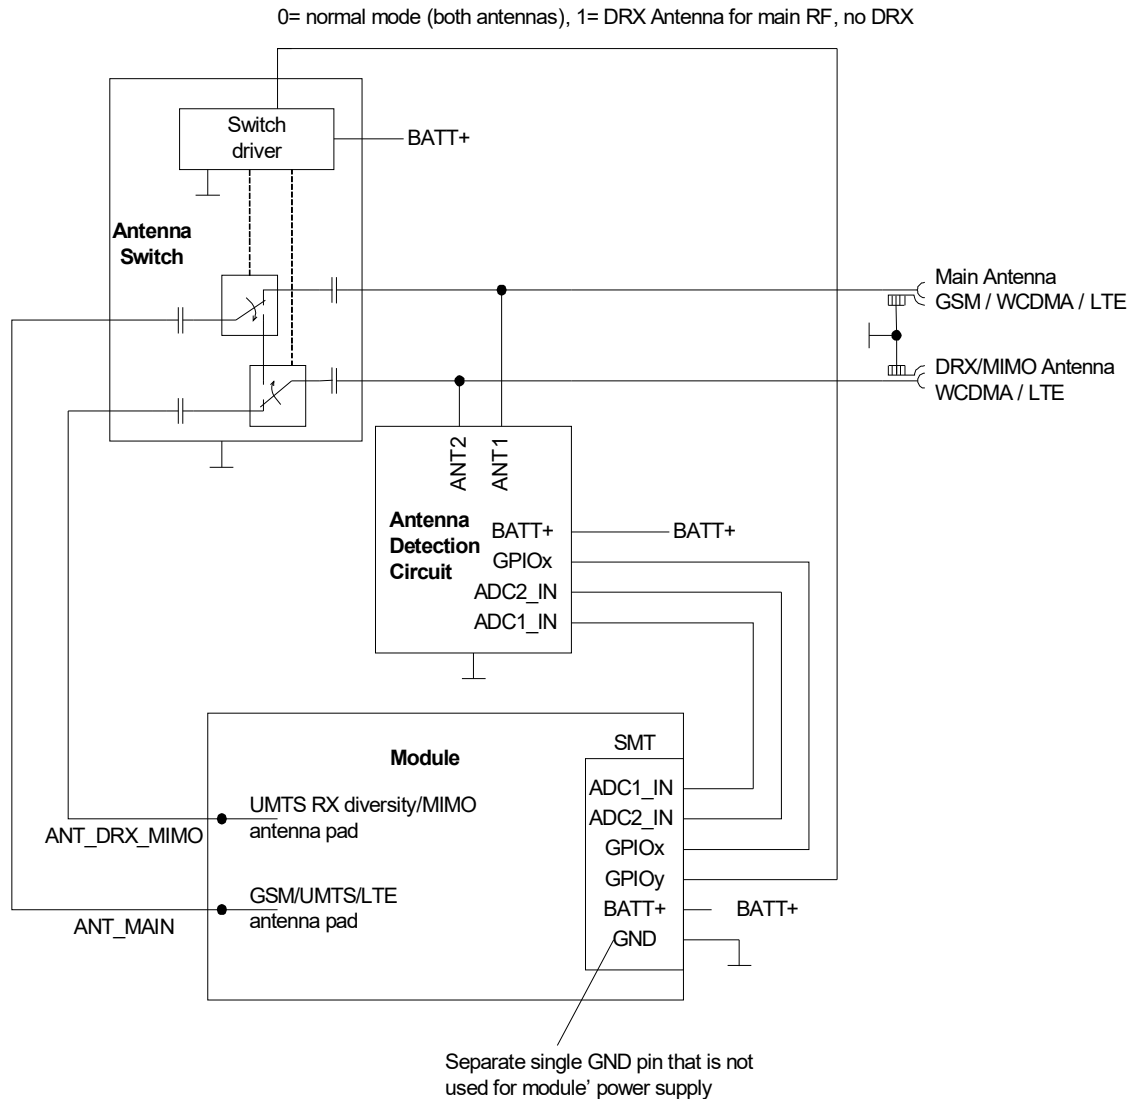 0= normal mode (both antennas), 1= DRX Antenna for main RF, no DRX
Switch
driver
BATT+
Antenna
Switch
Main Antenna
GSM / WCDMA / LTE
DRX/MIMO Antenna
WCDMA / LTE
ANT2
ANT1
Antenna
Detection
Circuit
BATT+
BATT+
GPIOx
ADC2_IN
ADC1_IN
Module
SMT
UMTS RX diversity/MIMO
antenna pad
ANT_DRX_MIMO
GSM/UMTS/LTE
antenna pad
ANT_MAIN
ADC1_IN
ADC2_IN
GPIOx
GPIOy
BATT+
BATT+
GND
Separate single GND pin that is not
used for module’ power supply